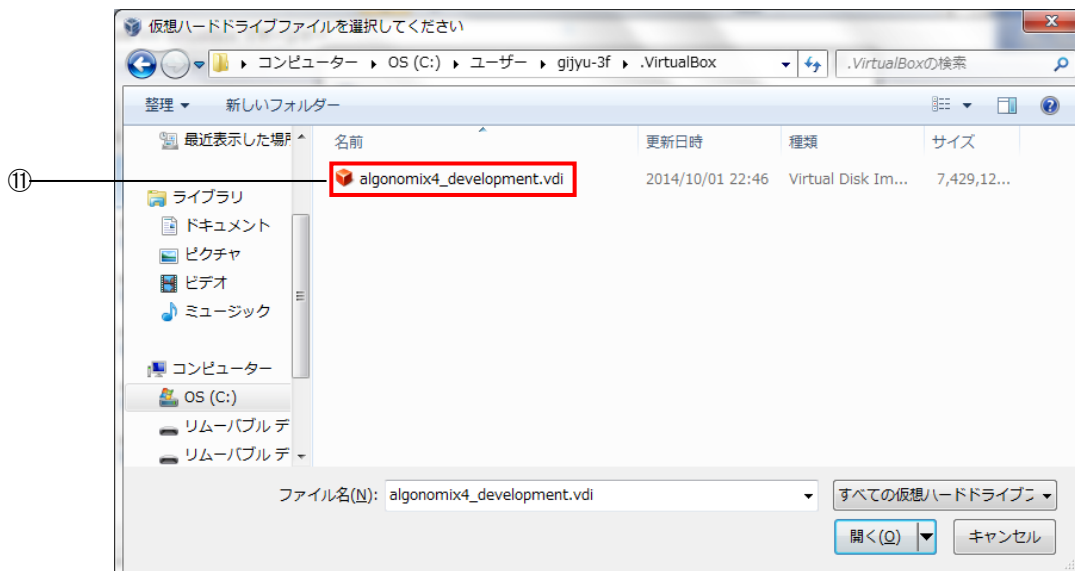 仮想ハードドライブファイルを選択してください
コンピューター ▸ OS (C:) ▸ ユーザー ▸ gijyu-3f ▸ .VirtualBox
.VirtualBoxの検索
整理 ▼ 新しいフォルダー
最近表示した場所
名前 更新日時 種類 サイズ
⑪
algonomix4_development.vdi 2014/10/01 22:46 Virtual Disk Im... 7,429,12...
ライブラリ
ドキュメント
ピクチャ
ビデオ
ミュージック
コンピューター
OS (C:)
リムーバブル デ
リムーバブル デ
ファイル名(N): algonomix4_development.vdi
すべての仮想ハードドライブフ
開く(O) キャンセル